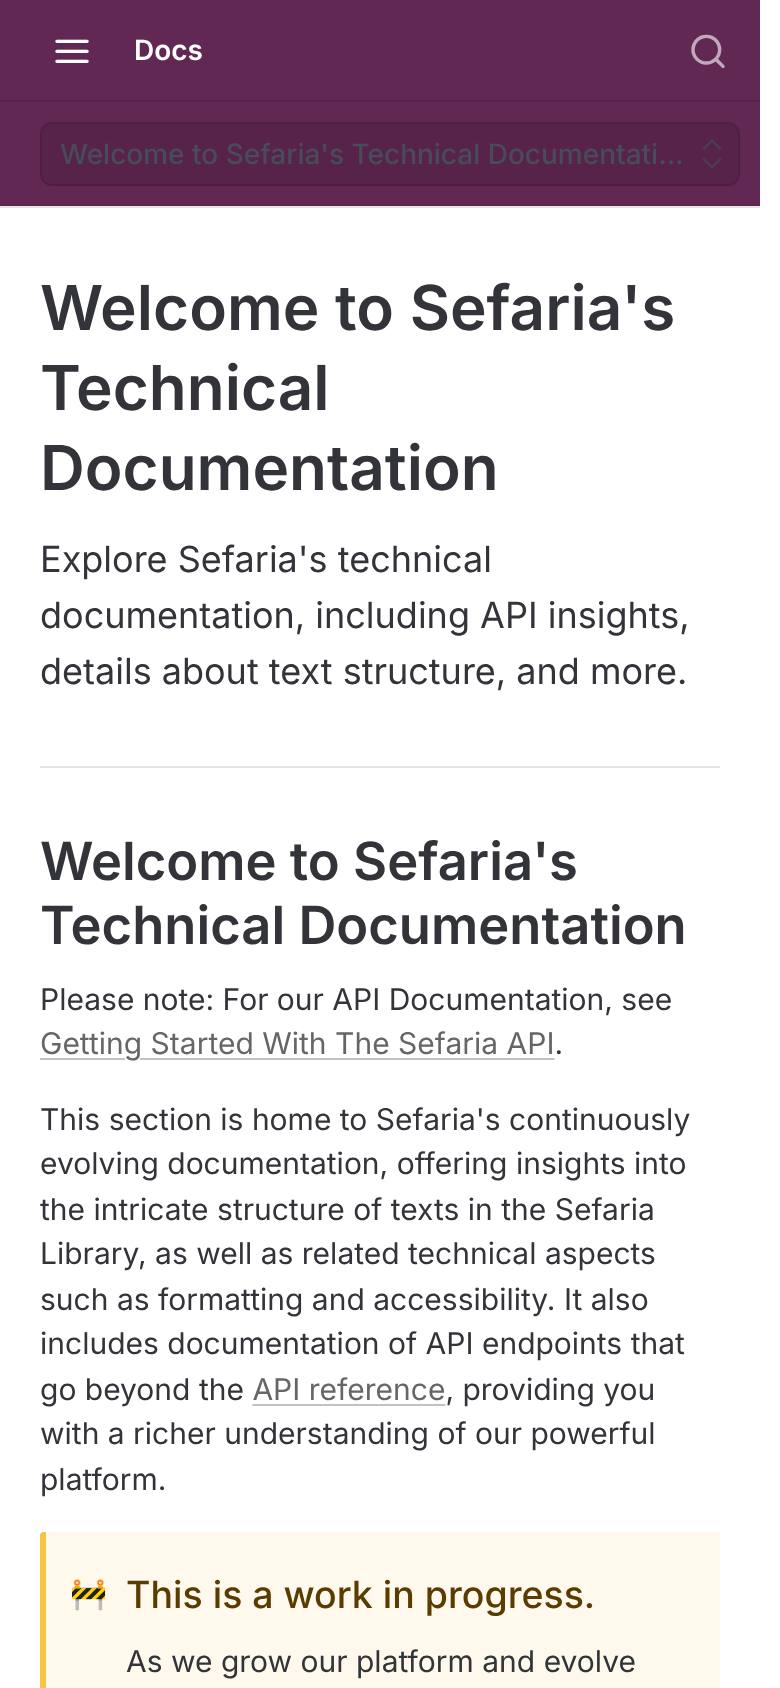 Docs
Welcome to Sefaria's Technical Documentati...
Welcome to Sefaria's
Technical
Documentation
Explore Sefaria's technical
documentation, including API insights,
details about text structure, and more.
Welcome to Sefaria's
Technical Documentation
Please note: For our API Documentation, see
Getting Started With The Sefaria API.
This section is home to Sefaria's continuously
evolving documentation, offering insights into
the intricate structure of texts in the Sefaria
Library, as well as related technical aspects
such as formatting and accessibility. It also
includes documentation of API endpoints that
go beyond the API reference, providing you
with a richer understanding of our powerful
platform.
🚧 This is a work in progress.
As we grow our platform and evolve